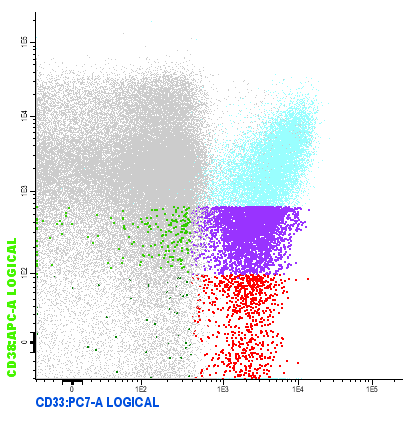 1E5
1E4
1E3
1E2
0
CD38:APC-A LOGICAL
0
1E2
1E3
1E4
1E5
CD33:PC7-A LOGICAL